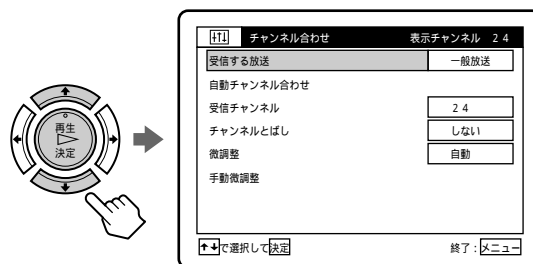 チャンネル合わせ 表示チャンネル 24
受信する放送 一般放送
自動チャンネル合わせ
受信チャンネル 24
チャンネルとばし しない
微調整 自動
手動微調整
↑↓で選択して決定 終了:メニュー
再生
決定